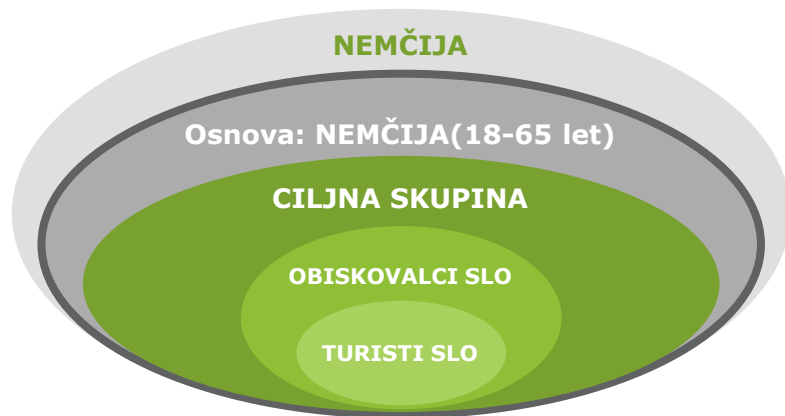 NEMČIJA
Osnova: NEMČIJA(18-65 let)
CILJNA SKUPINA
OBISKOVALCI SLO
TURISTI SLO